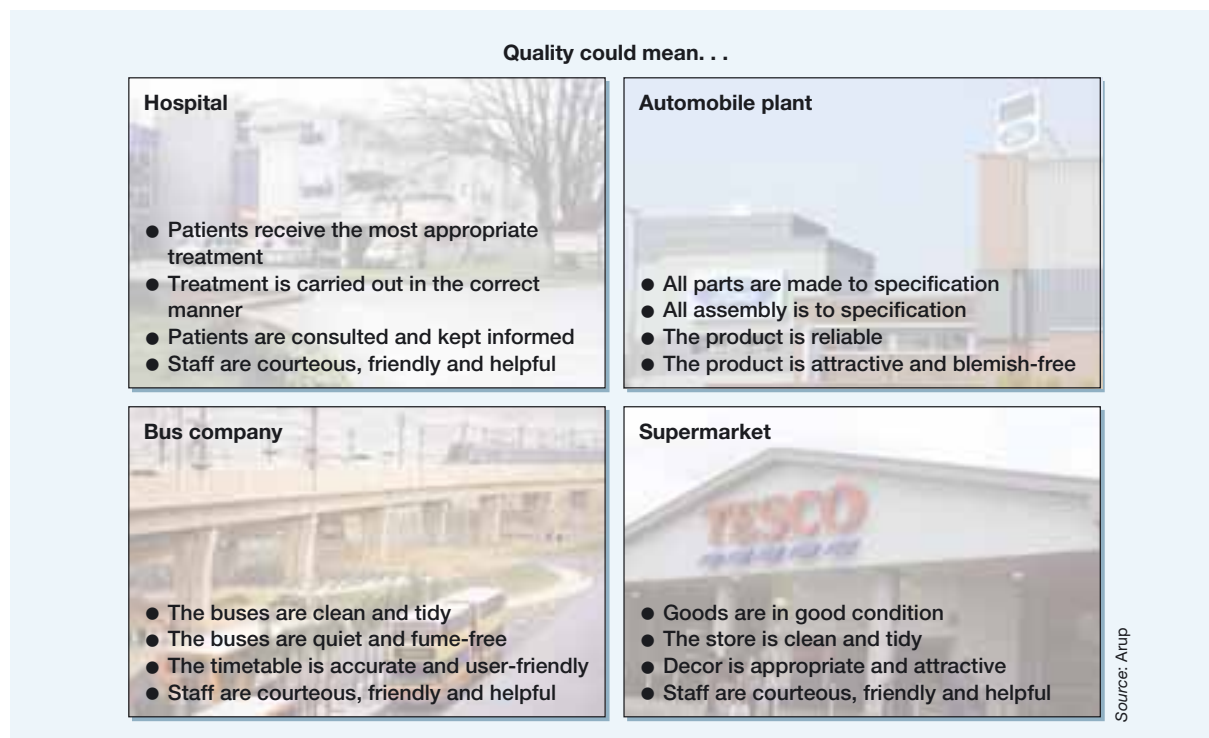 Quality could mean. . .
Hospital
● Patients receive the most appropriate
treatment
● Treatment is carried out in the correct
manner
● Patients are consulted and kept informed
● Staff are courteous, friendly and helpful
Automobile plant
● All parts are made to specification
● All assembly is to specification
● The product is reliable
● The product is attractive and blemish-free
Bus company
● The buses are clean and tidy
● The buses are quiet and fume-free
● The timetable is accurate and user-friendly
● Staff are courteous, friendly and helpful
Supermarket
TESCO
● Goods are in good condition
● The store is clean and tidy
● Decor is appropriate and attractive
● Staff are courteous, friendly and helpful
Source: Arup